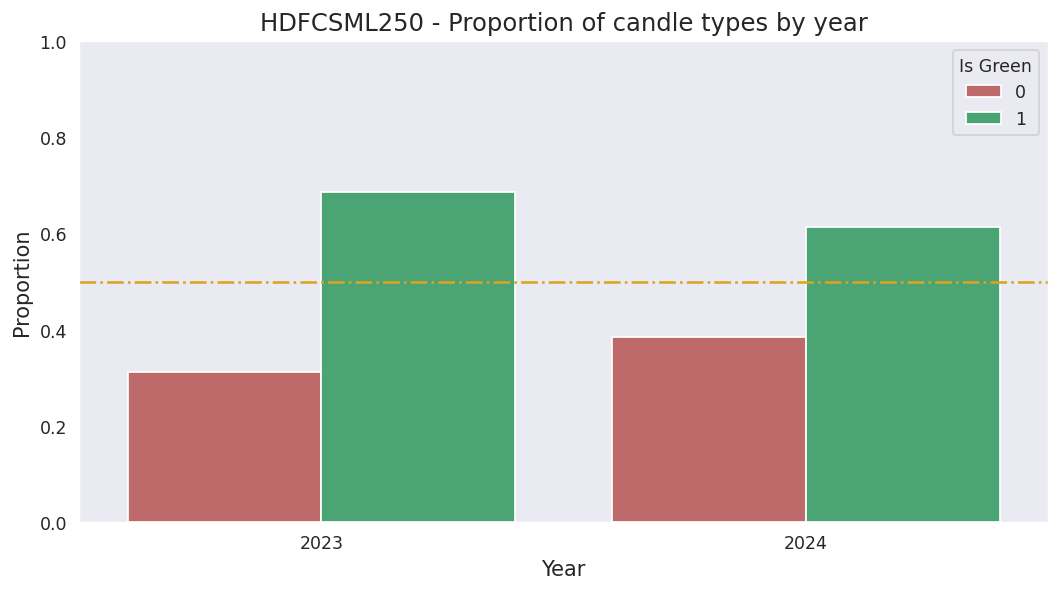 HDFCSML250 - Proportion of candle types by year
1.0
0.8
0.6
0.4
0.2
0.0
Proportion
Is Green
0
1
2023
2024
Year